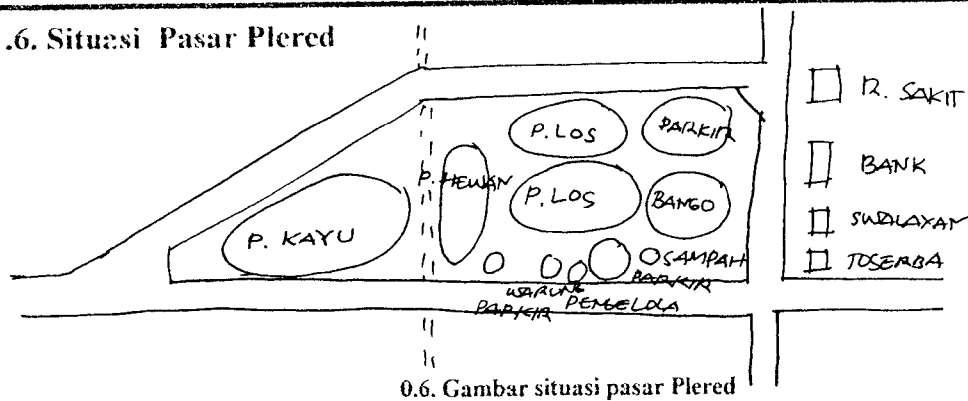 .6. Situasi Pasar Plered
P. LOS
PARKIR
R. SAKIT
P. HEWAN
P. LOS
BANGO
BANK
P. KAYU
SWALAYAN
SAMPAH
TOSERBA
PARKIR
WARUNG
PARKIR
PENGELOLA
0.6. Gambar situasi pasar Plered